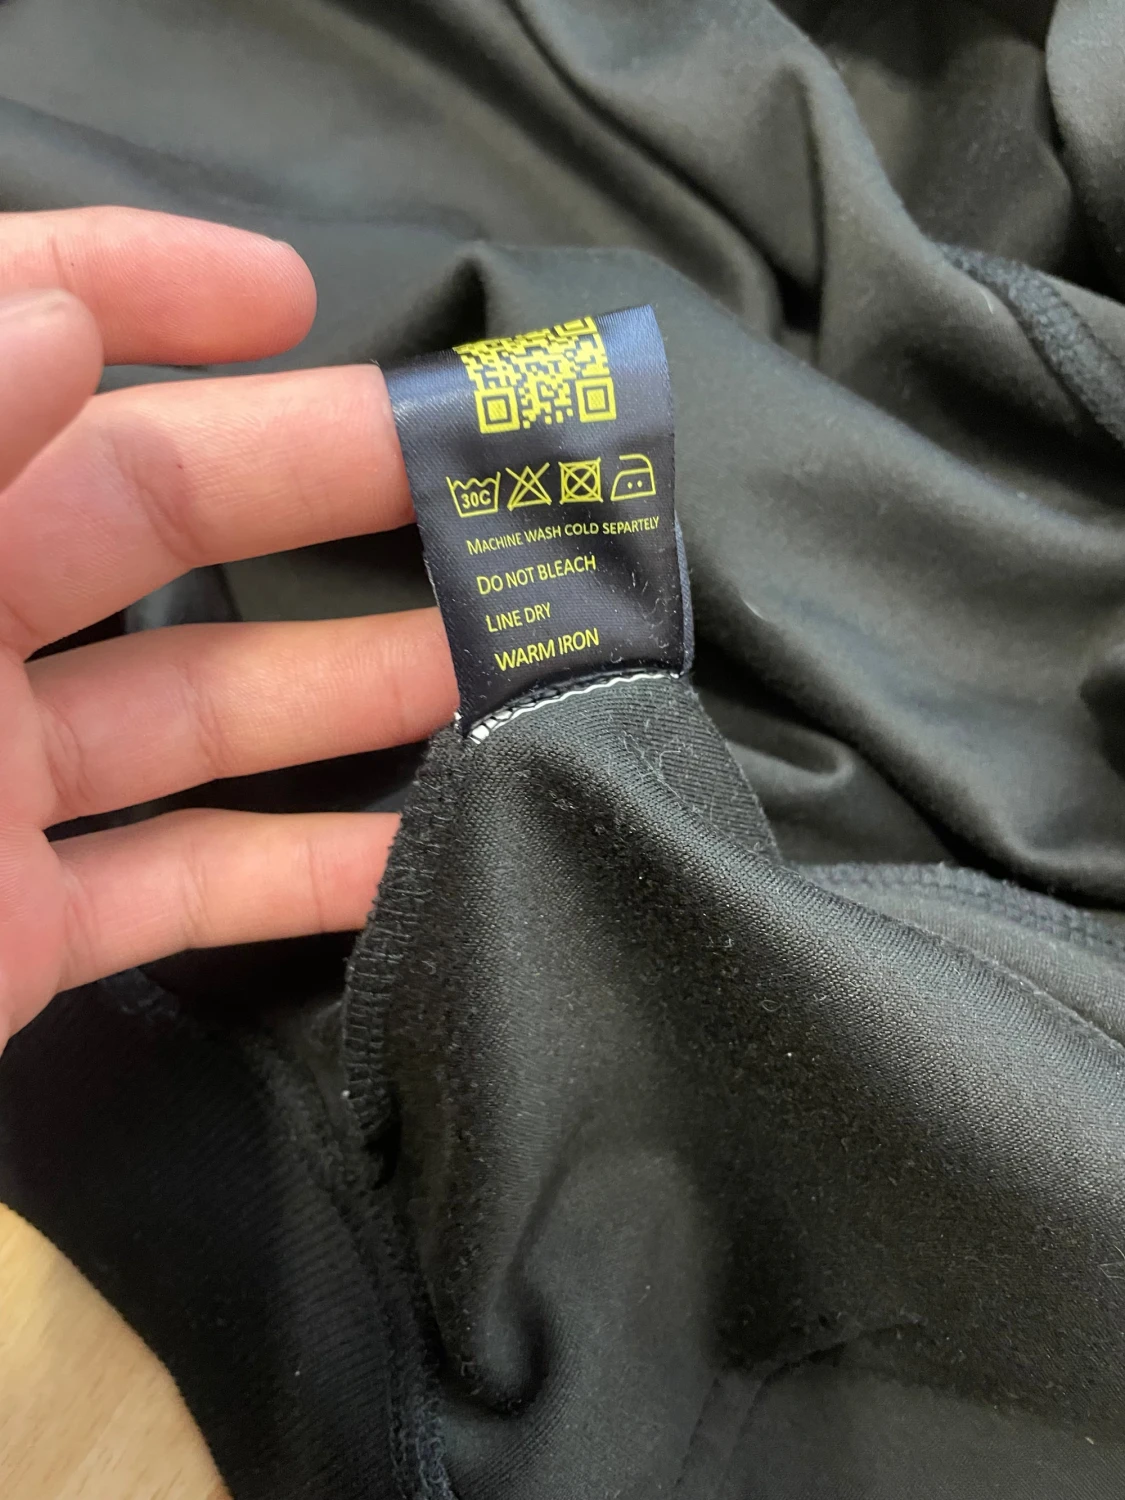 30C
MACHINE WASH COLD SEPARTELY
DO NOT BLEACH
LINE DRY
WARM IRON